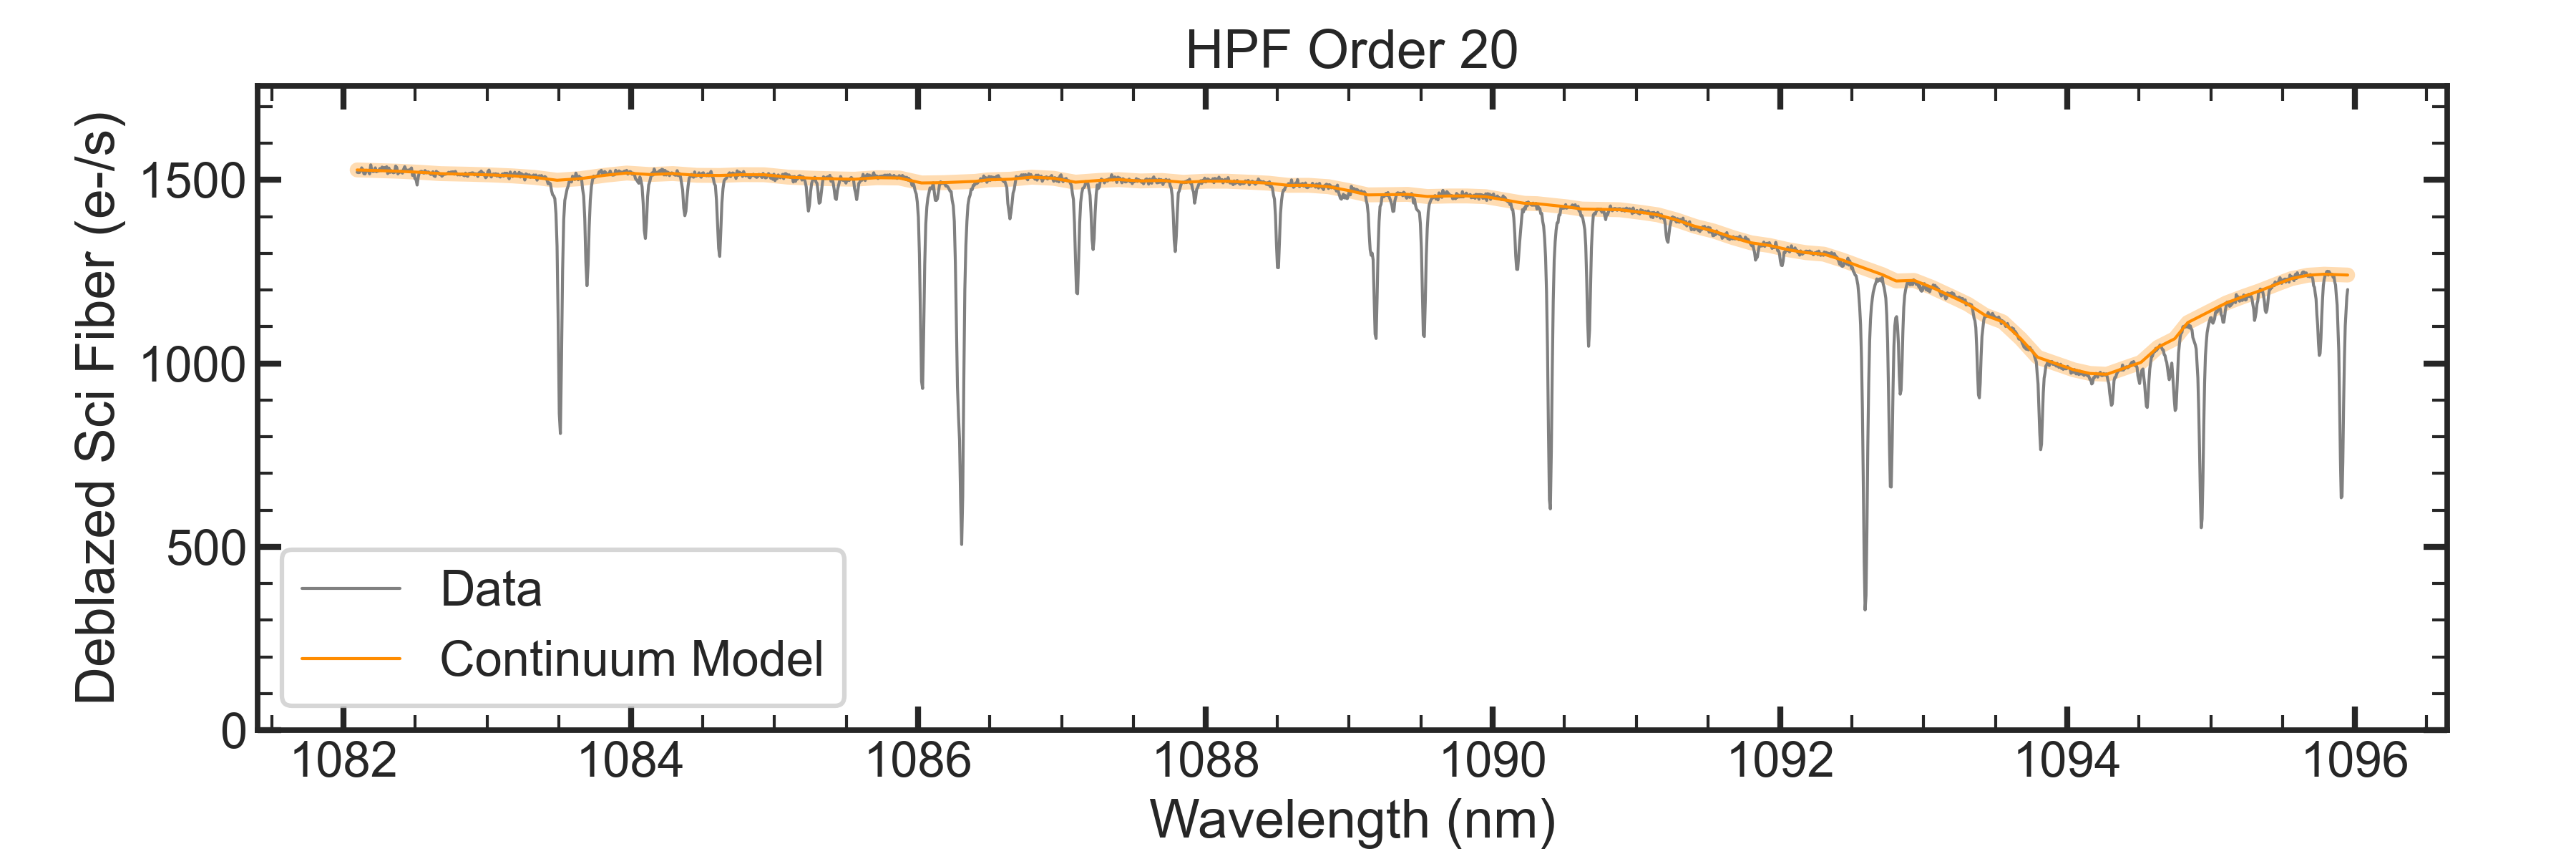 HPF Order 20
Deblazed Sci Fiber (e-/s)
1500
1000
500
0
Data
Continuum Model
1082 1084 1086 1088 1090 1092 1094 1096
Wavelength (nm)